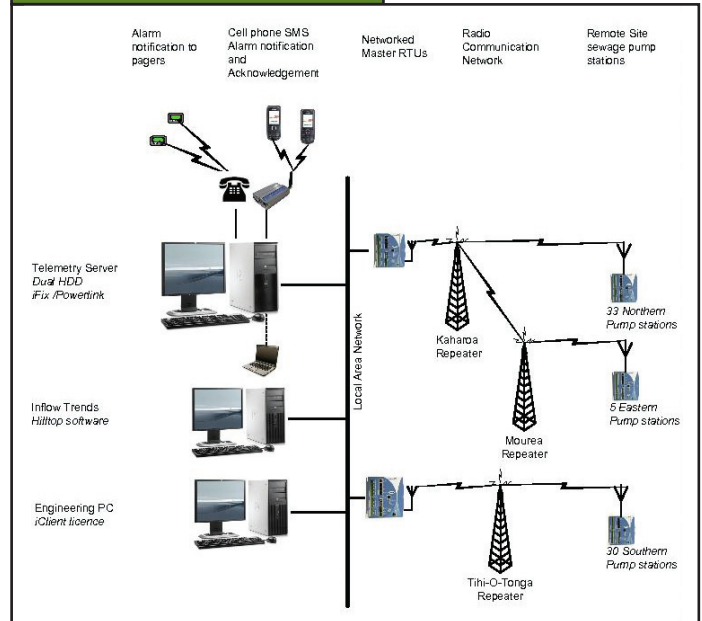 Alarm
notification to
pagers
Cell phone SMS
Alarm notification
and
Acknowledgement
Networked
Master RTUs
Radio
Communication
Network
Remote Site
sewage pump
stations
Telemetry Server
Dual HDD
iFix /Powerlink
Inflow Trends
Hilltop software
Engineering PC
iClient licence
Local Area Network
Kaharoa
Repeater
33 Northern
Pump stations
Mourea
Repeater
5 Eastern
Pump stations
Tihi-O-Tonga
Repeater
30 Southern
Pump stations